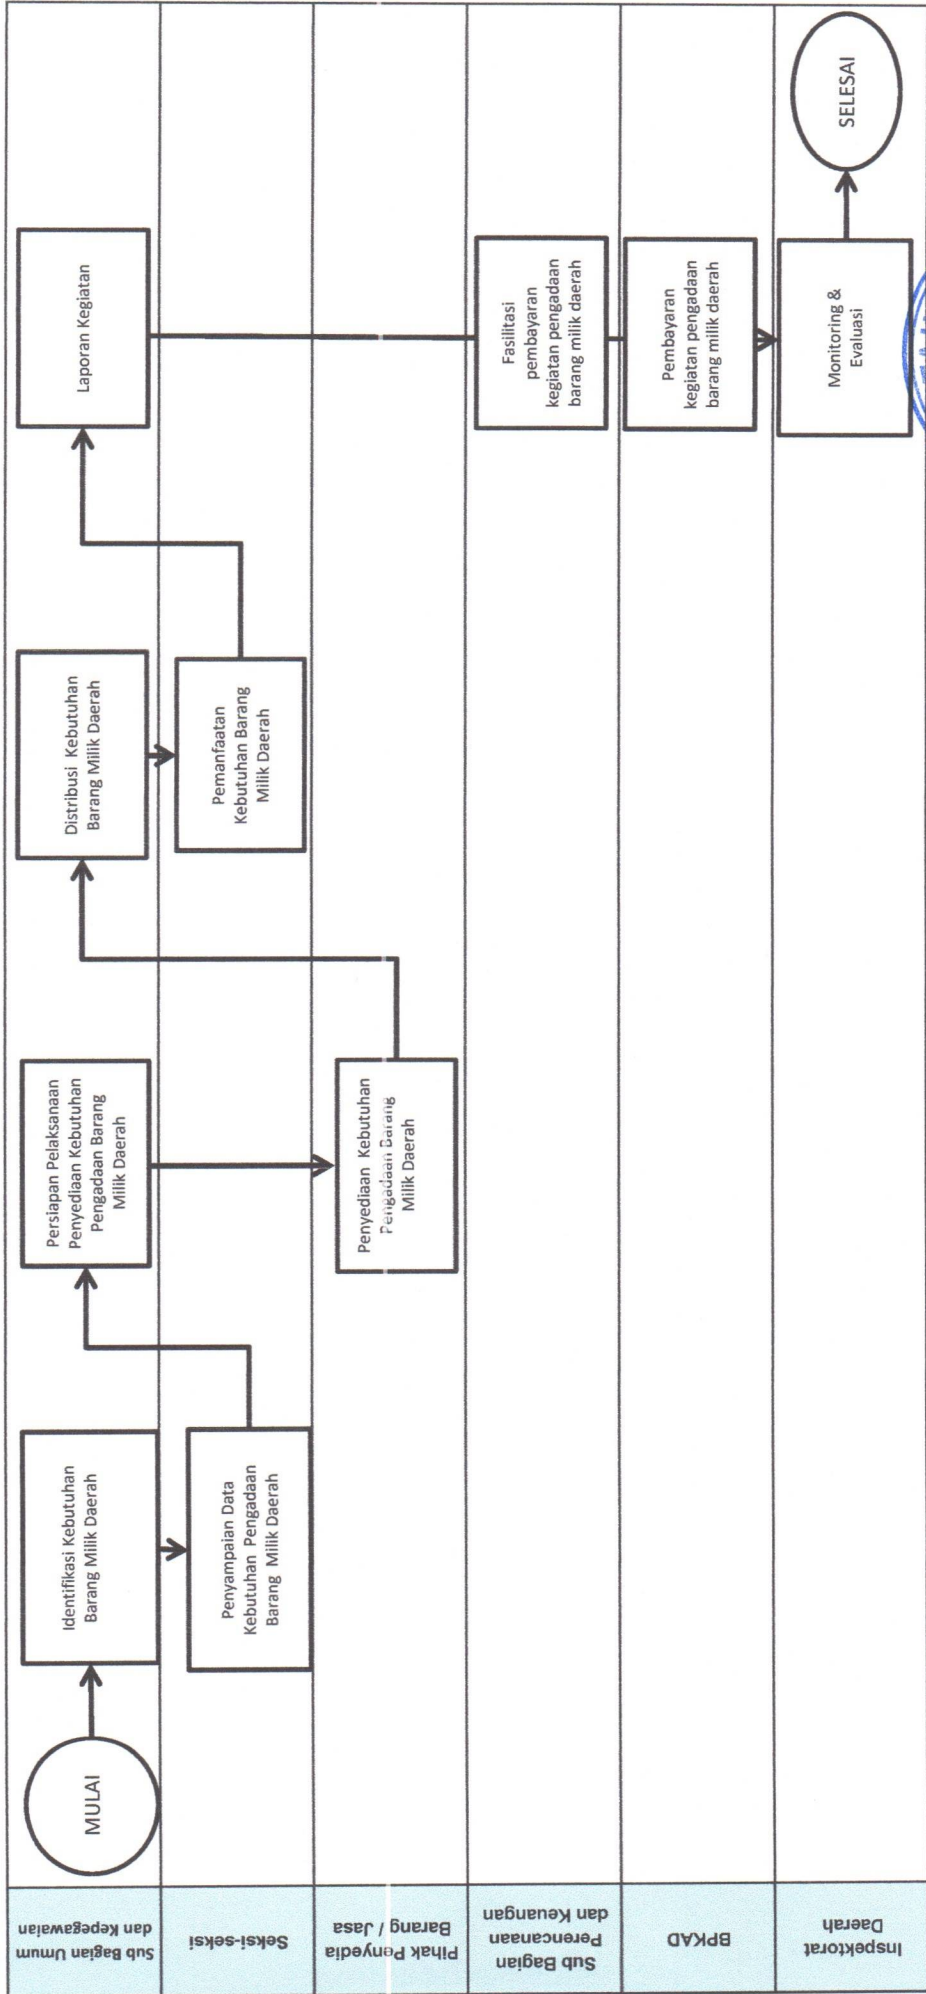 Sub Bagian Umum
dan Kepegawaian
MULAI
Identifikasi Kebutuhan
Barang Milik Daerah
Persiapan Pelaksanaan
Penyediaan Kebutuhan
Pengadaan Barang
Milik Daerah
Distribusi Kebutuhan
Barang Milik Daerah
Laporan Kegiatan
Seksi-seksi
Penyampaian Data
Kebutuhan Pengadaan
Barang Milik Daerah
Pemanfaatan
Kebutuhan Barang
Milik Daerah
Pihak Penyedia
Barang / Jasa
Penyediaan Kebutuhan
Pengadaan Barang
Milik Daerah
Sub Bagian
Perencanaan
dan Keuangan
Fasilitasi
pembayaran
kegiatan pengadaan
barang milik daerah
BPKAD
Pembayaran
kegiatan pengadaan
barang milik daerah
Inspektorat
Daerah
Monitoring &
Evaluasi
SELESAI